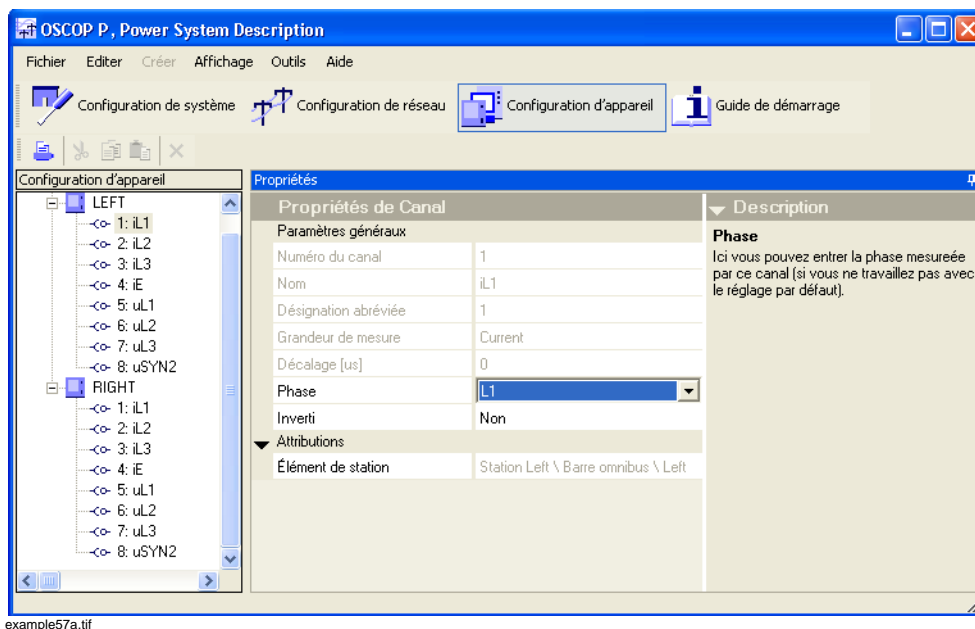 OSCOP P, Power System Description
Fichier Editer Créer Affichage Outils Aide
Configuration de système Configuration de réseau Configuration d'appareil Guide de démarrage
Configuration d'appareil
LEFT
1: iL1
2: iL2
3: iL3
4: iE
5: uL1
6: uL2
7: uL3
8: uSYN2
RIGHT
1: iL1
2: iL2
3: iL3
4: iE
5: uL1
6: uL2
7: uL3
8: uSYN2
Propriétés
Propriétés de Canal
Paramètres généraux
Numéro du canal 1
Nom iL1
Désignation abréviée 1
Grandeur de mesure Current
Décalage [us] 0
Phase L1
Inverti Non
Attributions
Élément de station Station Left \ Barre omnibus \ Left
Description
Phase
Ici vous pouvez entrer la phase mesureée
par ce canal (si vous ne travaillez pas avec
le réglage par défaut).
example57a.tif